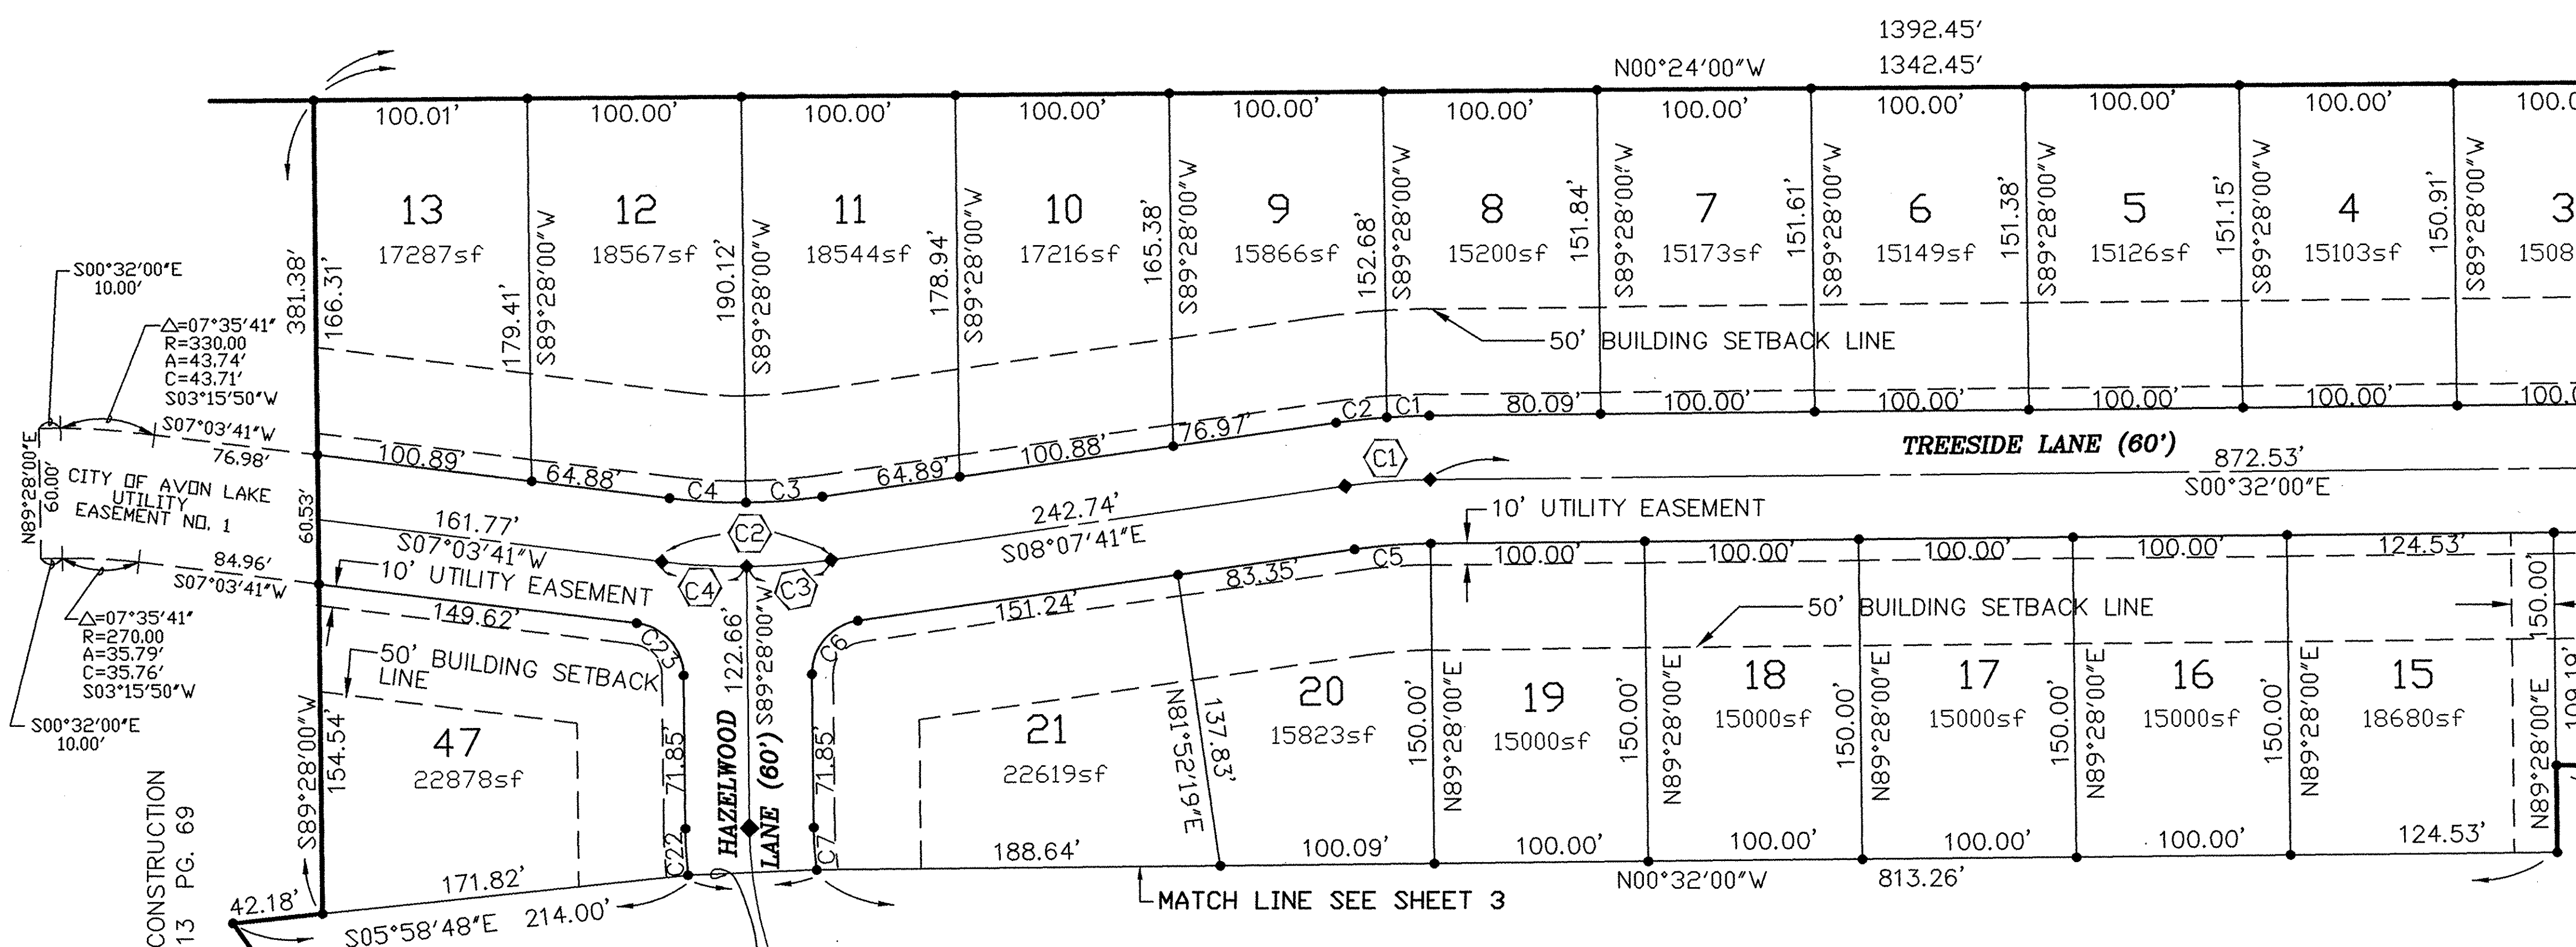 1392.45'
N00°24'00"W 1342.45'
100.01' 100.00' 100.00' 100.00' 100.00' 100.00' 100.00' 100.00' 100.00' 100.00' 100.0
13
17287sf
12
18567sf
11
18544sf
10
17216sf
9
15866sf
8
15200sf
7
15173sf
6
15149sf
5
15126sf
4
15103sf
3
1508
381.38'
166.31'
179.41'
S89°28'00"W
190.12'
S89°28'00"W
178.94'
S89°28'00"W
165.38'
S89°28'00"W
152.68'
S89°28'00"W
151.84'
S89°28'00"W
151.61'
S89°28'00"W
151.38'
S89°28'00"W
151.15'
S89°28'00"W
150.91'
S89°28'00"W
50' BUILDING SETBACK LINE
S00°32'00"E
10.00'
△=07°35'41"
R=330.00
A=43.74'
C=43.71'
S03°15'50"W
S07°03'41"W
76.98'
N89°28'00"E
60.00'
CITY OF AVON LAKE
UTILITY
EASEMENT NO. 1
60.53'
84.96'
S07°03'41"W
△=07°35'41"
R=270.00
A=35.79'
C=35.76'
S03°15'50"W
S00°32'00"E
10.00'
100.89' 64.88' C4 C3 64.89' 100.88' 76.97' C2 C1 80.09' 100.00' 100.00' 100.00' 100.00' 100.0
C1
TREESIDE LANE (60')
872.53'
S00°32'00"E
161.77'
S07°03'41"W
C2
C4
C3
242.74'
S08°07'41"E
10' UTILITY EASEMENT
10' UTILITY EASEMENT
149.62'
C23
C6
151.24' 83.35' C5 100.00' 100.00' 100.00' 100.00' 124.53'
50' BUILDING SETBACK
LINE
50' BUILDING SETBACK LINE
S89°28'00"W
154.54'
47
22878sf
71.85'
C22
HAZELWOOD
LANE (60')
122.66'
S89°28'00"W
71.85'
C7
21
22619sf
N81°52'19"E
137.83'
20
15823sf
150.00'
N89°28'00"E
19
15000sf
150.00'
N89°28'00"E
18
15000sf
150.00'
N89°28'00"E
17
15000sf
150.00'
N89°28'00"E
16
15000sf
150.00'
N89°28'00"E
15
18680sf
150.00'
N89°28'00"E
109.19'
188.64' 100.09' 100.00' 100.00' 100.00' 100.00' 124.53'
N00°32'00"W 813.26'
MATCH LINE SEE SHEET 3
171.82'
42.18'
S05°58'48"E 214.00'
CONSTRUCTION
13 PG. 69